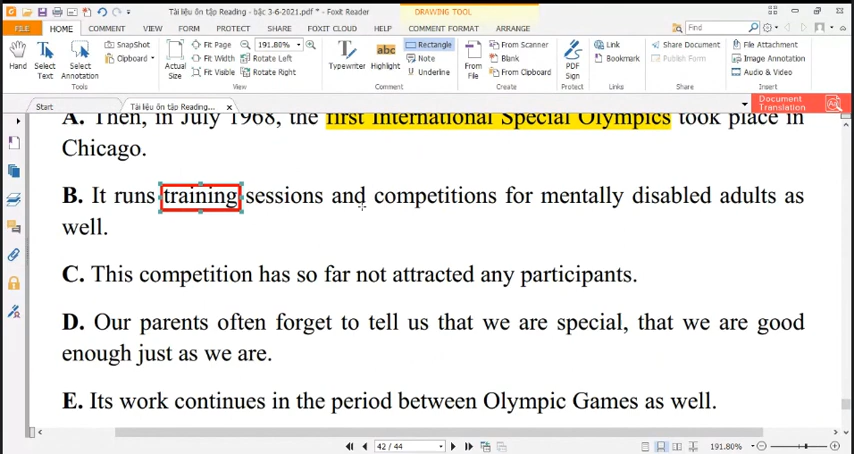 Tài liệu ôn tập Reading - bậc 3-6-2021.pdf * - Foxit Reader
DRAWING TOOL
FILE HOME COMMENT VIEW FORM PROTECT SHARE FOXIT CLOUD HELP COMMENT FORMAT ARRANGE
Find
Hand
Select Text
Select Annotation
SnapShot
Clipboard
Tools
Actual Size
Fit Page
Fit Width
Fit Visible
191.80%
Rotate Left
Rotate Right
View
Typewriter
abc
Highlight
Rectangle
Note
Underline
Comment
From File
From Scanner
Blank
From Clipboard
Create
PDF Sign
Protect
Link
Bookmark
Links
Share Document
Publish Form
Share
File Attachment
Image Annotation
Audio & Video
Insert
Start
Tài liệu ôn tập Reading...
Document Translation
A. Then, in July 1968, the first International Special Olympics took place in
Chicago.
B. It runs training sessions and competitions for mentally disabled adults as
well.
C. This competition has so far not attracted any participants.
D. Our parents often forget to tell us that we are special, that we are good
enough just as we are.
E. Its work continues in the period between Olympic Games as well.
42 / 44
191.80%